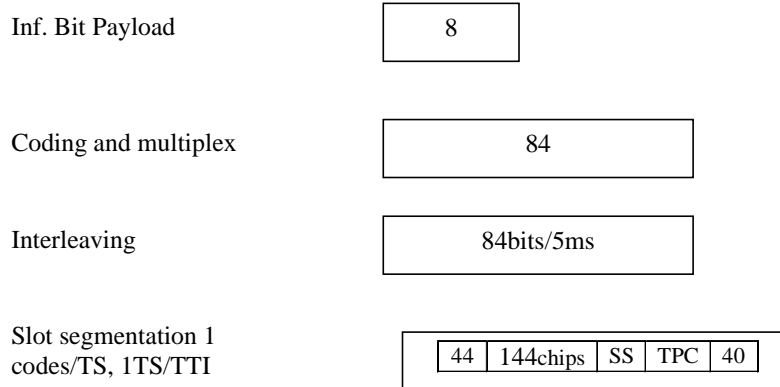 Inf. Bit Payload
8
Coding and multiplex
84
Interleaving
84bits/5ms
Slot segmentation 1
codes/TS, 1TS/TTI
44 144chips SS TPC 40